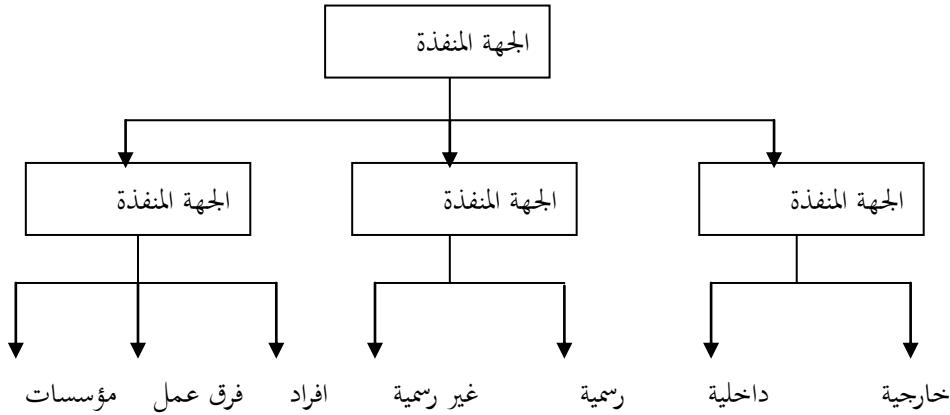 الجهة المنفذة
الجهة المنفذة
الجهة المنفذة
الجهة المنفذة
خارجية
داخلية
رسمية
غير رسمية
افراد
فرق عمل
مؤسسات